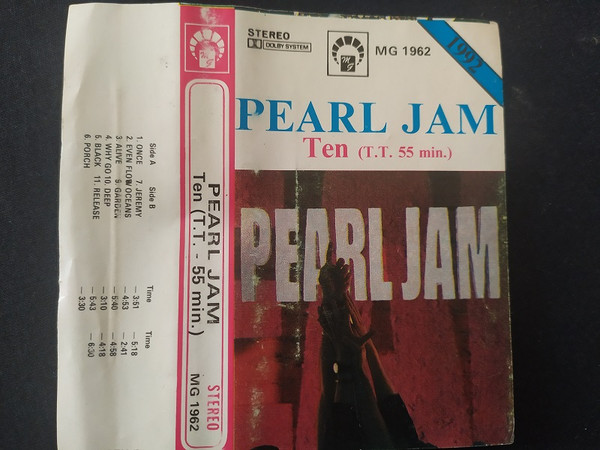 Side A Side B Time Time
1. ONCE 7. JEREMY — 3:51 — 5:18
2. EVEN FLOW OCEANS — 4:53 — 2:41
3. ALIVE 9. GARDEN — 5:40 — 4:58
4. WHY GO 10. DEEP — 3:10 — 4:18
5. BLACK 11. RELEASE — 5:43 — 6:30
6. PORCH — 3:30
MG
PEARL JAM
Ten (T.T. - 55 min.)
STEREO
MG 1962
STEREO
DOLBY SYSTEM
MG
MG 1962
1992
PEARL JAM
Ten (T.T. 55 min.)
PEARL JAM